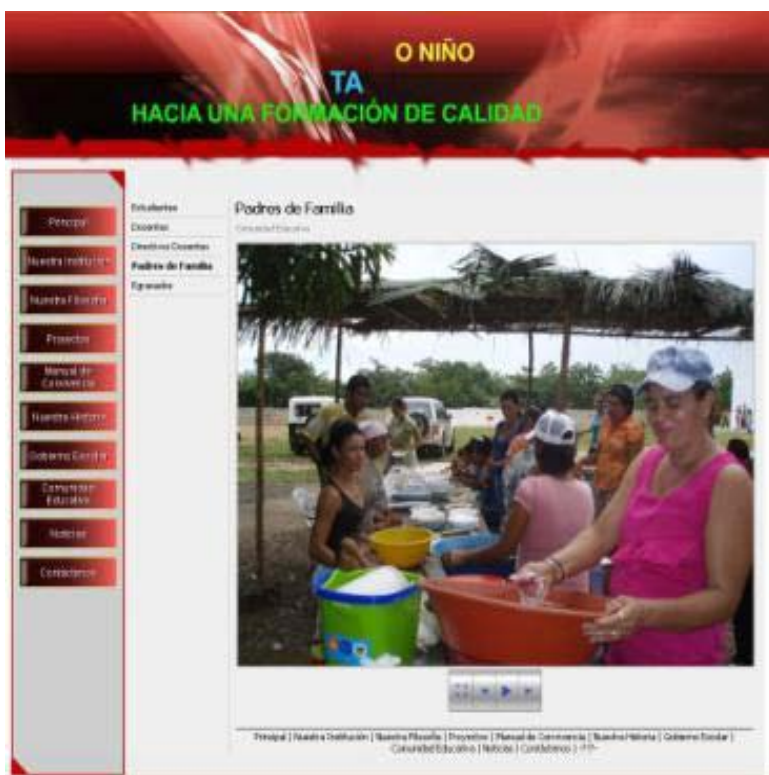 O NIÑO
TA
HACIA UNA FORMACIÓN DE CALIDAD
Principal
Nuestra Institución
Nuestra Filosofía
Proyectos
Manual de
Convivencia
Nuestra Historia
Gobierno Escolar
Comunidad
Educativa
Noticias
Contáctenos
Estudiantes
Docentes
Directivos Docentes
Padres de Familia
Egresados
Padres de Familia
Comunidad Educativa
Principal | Nuestra Institución | Nuestra Filosofía | Proyectos | Manual de Convivencia | Nuestra Historia | Gobierno Escolar |
Comunidad Educativa | Noticias | Contáctenos |